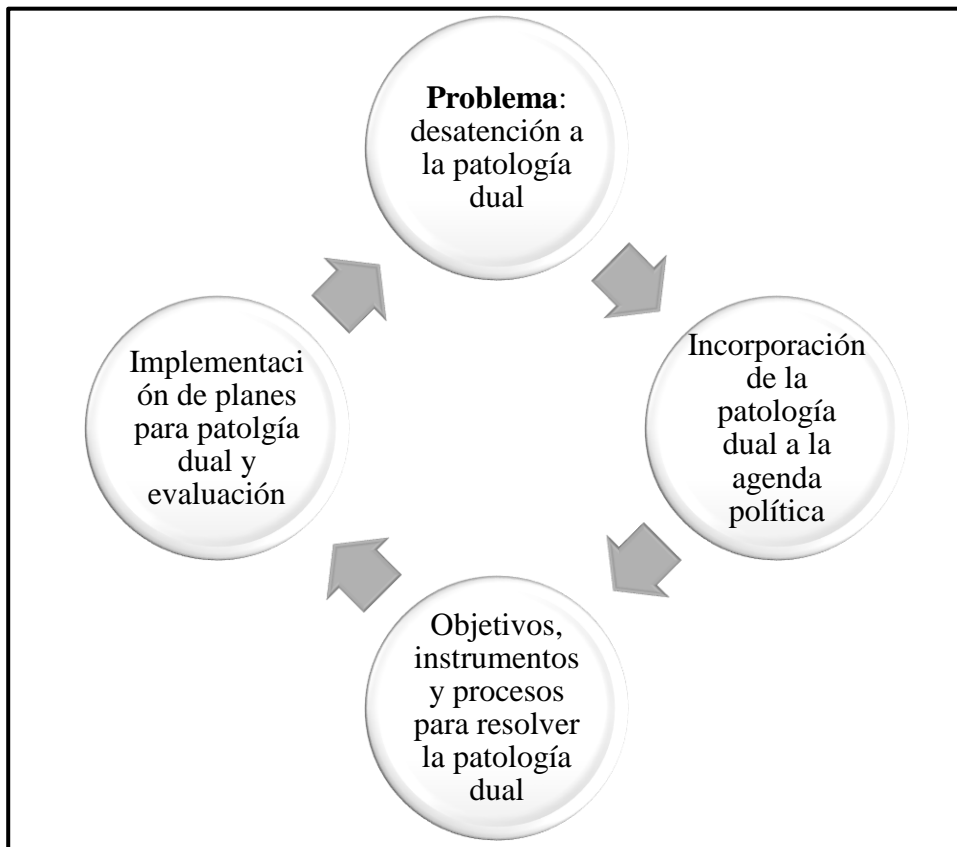 Problema:
desatención a
la patología
dual
Incorporación
de la
patología
dual a la
agenda
política
Objetivos,
instrumentos
y procesos
para resolver
la patología
dual
Implementaci
ón de planes
para patolgía
dual y
evaluación